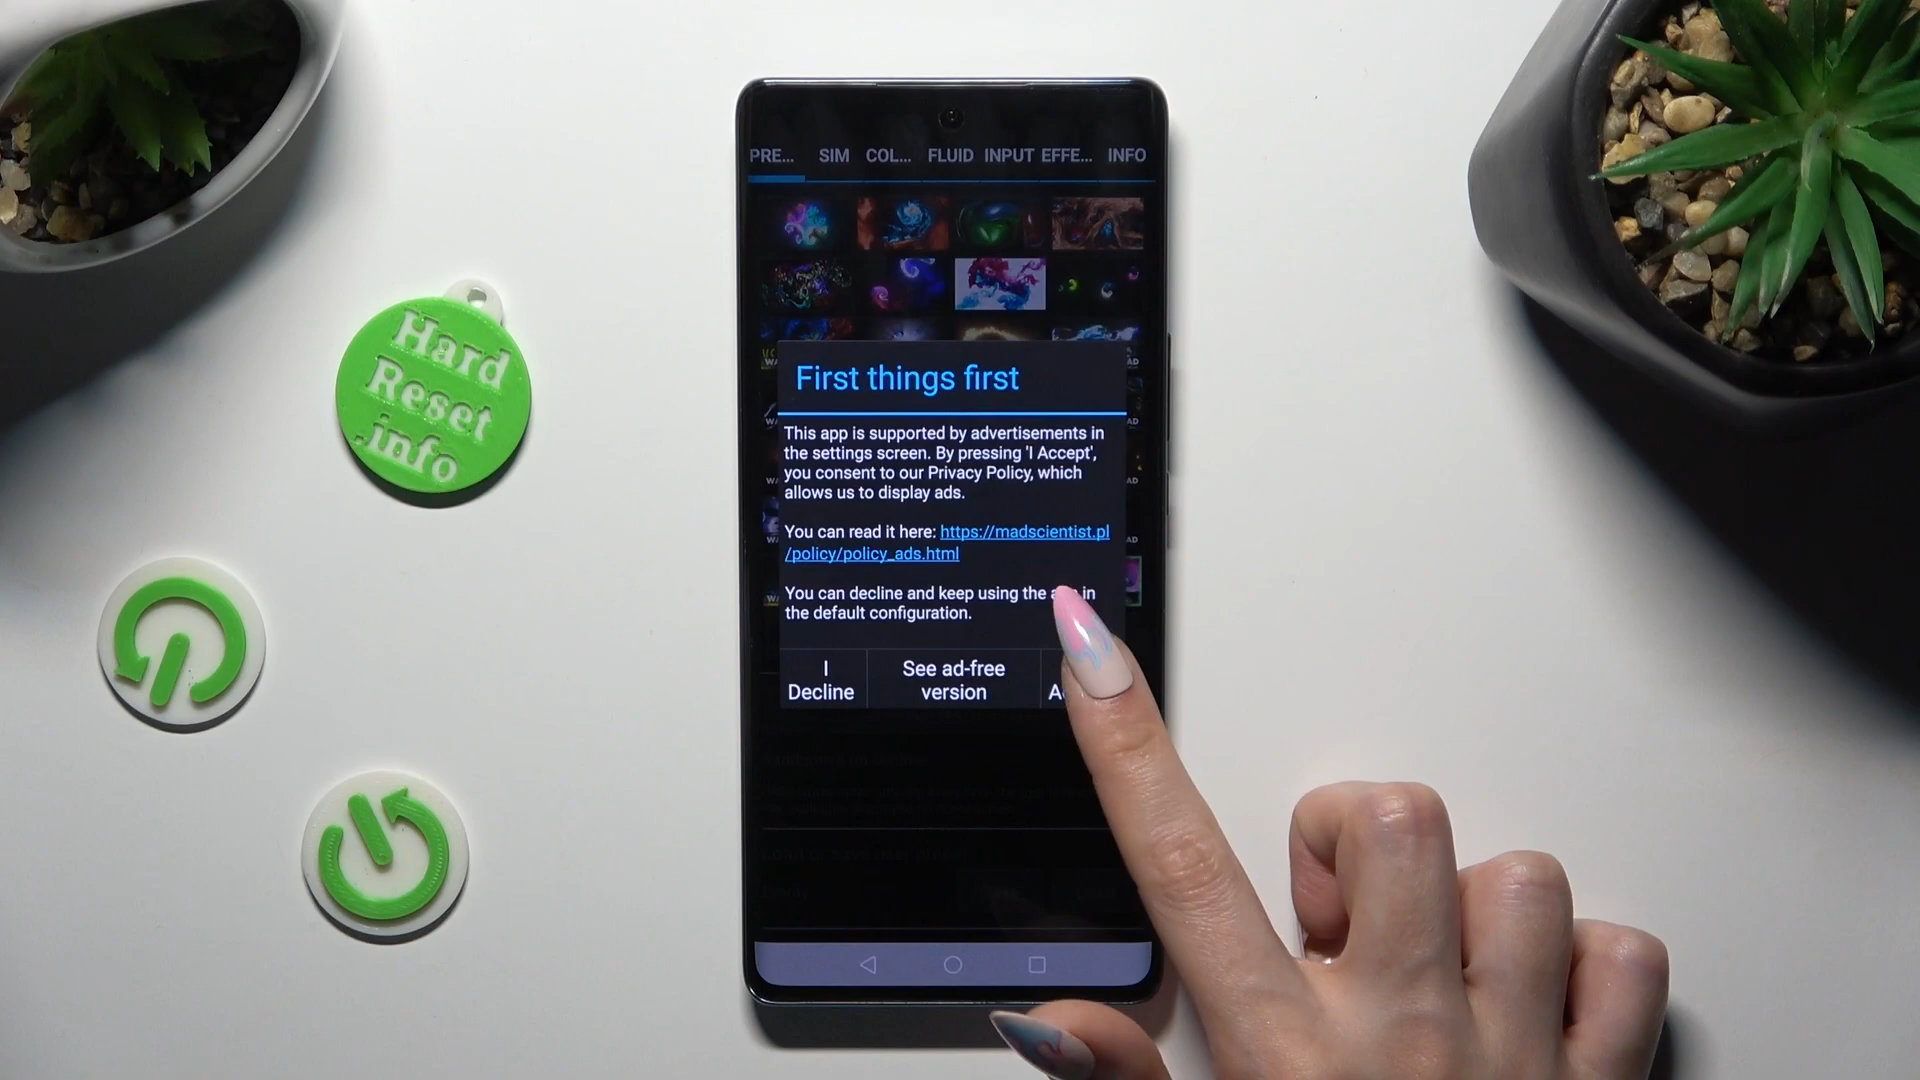 PRE... SIM COL... FLUID INPUT EFFE... INFO
First things first
This app is supported by advertisements in
the settings screen. By pressing 'I Accept',
you consent to our Privacy Policy, which
allows us to display ads.
You can read it here: https://madscientist.pl
/policy/policy_ads.html
You can decline and keep using the in
the default configuration.
I
Decline
See ad-free
version
Hard
Reset
.info